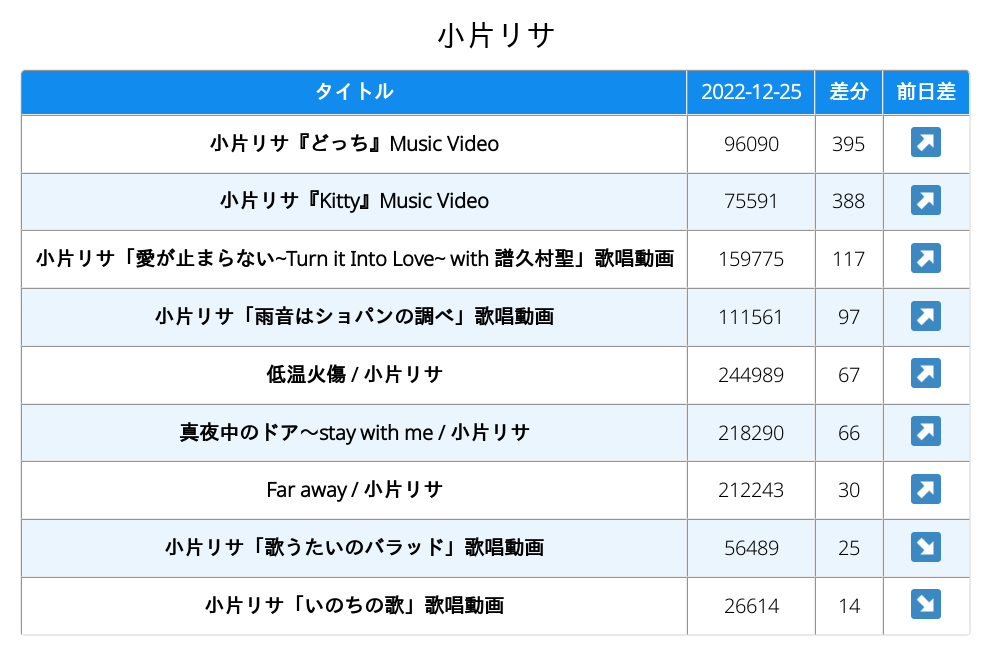 小片リサ
タイトル 2022-12-25 差分 前日差
小片リサ『どっち』Music Video 96090 395 ↗
小片リサ『Kitty』Music Video 75591 388 ↗
小片リサ「愛が止まらない~Turn it Into Love~ with 譜久村聖」歌唱動画 159775 117 ↗
小片リサ「雨音はショパンの調べ」歌唱動画 111561 97 ↗
低温火傷 / 小片リサ 244989 67 ↗
真夜中のドア〜stay with me / 小片リサ 218290 66 ↗
Far away / 小片リサ 212243 30 ↗
小片リサ「歌うたいのバラッド」歌唱動画 56489 25 ↘
小片リサ「いのちの歌」歌唱動画 26614 14 ↘